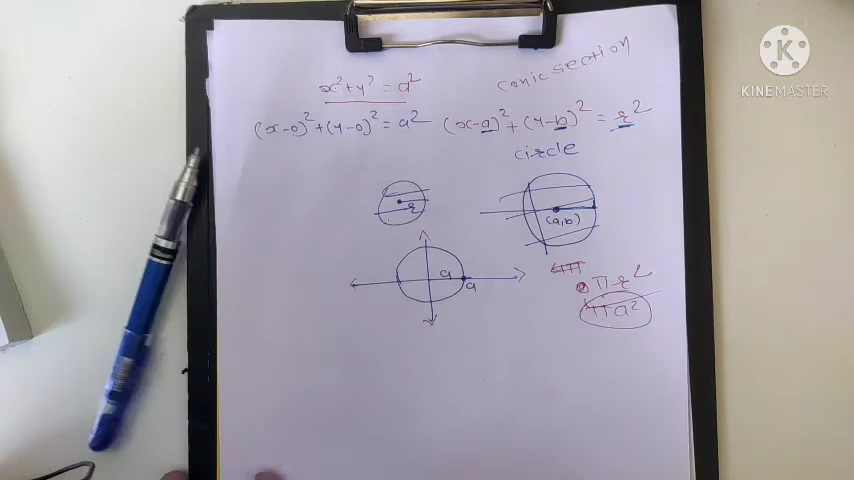 conic section
x² + y² = a²
(x-0)² + (y-0)² = a²
(x-a)² + (y-b)² = r²
circle
r
(a,b)
a
a
πr²
πa²
KINEMASTER